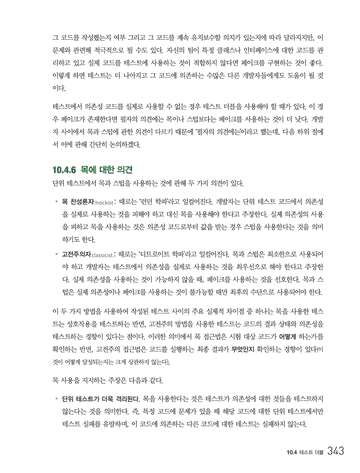 그 코드를 작성했는지 여부 그리고 그 코드를 계속 유지보수할 의지가 있는지에 따라 달라지지만, 이
문제와 관련해 적극적으로 될 수도 있다. 자신의 팀이 특정 클래스나 인터페이스에 대한 코드를 관
리하고 있고 실제 코드를 테스트에 사용하는 것이 적합하지 않다면 페이크를 구현하는 것이 좋다.
이렇게 하면 테스트는 더 나아지고 그 코드에 의존하는 수많은 다른 개발자들에게도 도움이 될 것
이다.
테스트에서 의존성 코드를 실제로 사용할 수 없는 경우 테스트 더블을 사용해야 할 때가 있다. 이 경
우 페이크가 존재한다면 필자의 의견에는 목이나 스텁보다는 페이크를 사용하는 것이 더 낫다. 개발
자 사이에서 목과 스텁에 관한 의견이 다르기 때문에 '필자의 의견에는'이라고 했는데, 다음 하위 절에
서 이에 관해 간단히 논의하겠다.
10.4.6 목에 대한 의견
단위 테스트에서 목과 스텁을 사용하는 것에 관해 두 가지 의견이 있다.
• 목 찬성론자mockist: 때로는 '런던 학파'라고 일컬어진다. 개발자는 단위 테스트 코드에서 의존성
을 실제로 사용하는 것을 피해야 하고 대신 목을 사용해야 한다고 주장한다. 실제 의존성의 사용
을 피하고 목을 사용하는 것은 의존성 코드로부터 값을 받는 경우 스텁을 사용한다는 것을 의미
하기도 한다.
• 고전주의자classicist: 때로는 '디트로이트 학파'라고 일컬어진다. 목과 스텁은 최소한으로 사용되어
야 하고 개발자는 테스트에서 의존성을 실제로 사용하는 것을 최우선으로 해야 한다고 주장한
다. 실제 의존성을 사용하는 것이 가능하지 않을 때, 페이크를 사용하는 것을 선호한다. 목과 스
텁은 실제 의존성이나 페이크를 사용하는 것이 불가능할 때만 최후의 수단으로 사용되어야 한다.
이 두 가지 방법을 사용하여 작성된 테스트 사이의 주요 실제적 차이점 중 하나는 목을 사용한 테스
트는 상호작용을 테스트하는 반면, 고전주의 방법을 사용한 테스트는 코드의 결과 상태와 의존성을
테스트하는 경향이 있다는 점이다. 이러한 의미에서 목 접근법은 시험 대상 코드가 어떻게 하는가를
확인하는 반면, 고전주의 접근법은 코드를 실행하는 최종 결과가 무엇인지 확인하는 경향이 있다(이
것이 어떻게 달성되는지는 크게 상관하지 않는다).
목 사용을 지지하는 주장은 다음과 같다.
• 단위 테스트가 더욱 격리된다. 목을 사용한다는 것은 테스트가 의존성에 대한 것들을 테스트하지
않는다는 것을 의미한다. 즉, 특정 코드에 문제가 있을 때 해당 코드에 대한 단위 테스트에서만
테스트 실패를 유발하며, 이 코드에 의존하는 다른 코드에 대한 테스트는 실패하지 않는다.
10.4 테스트 더블 343